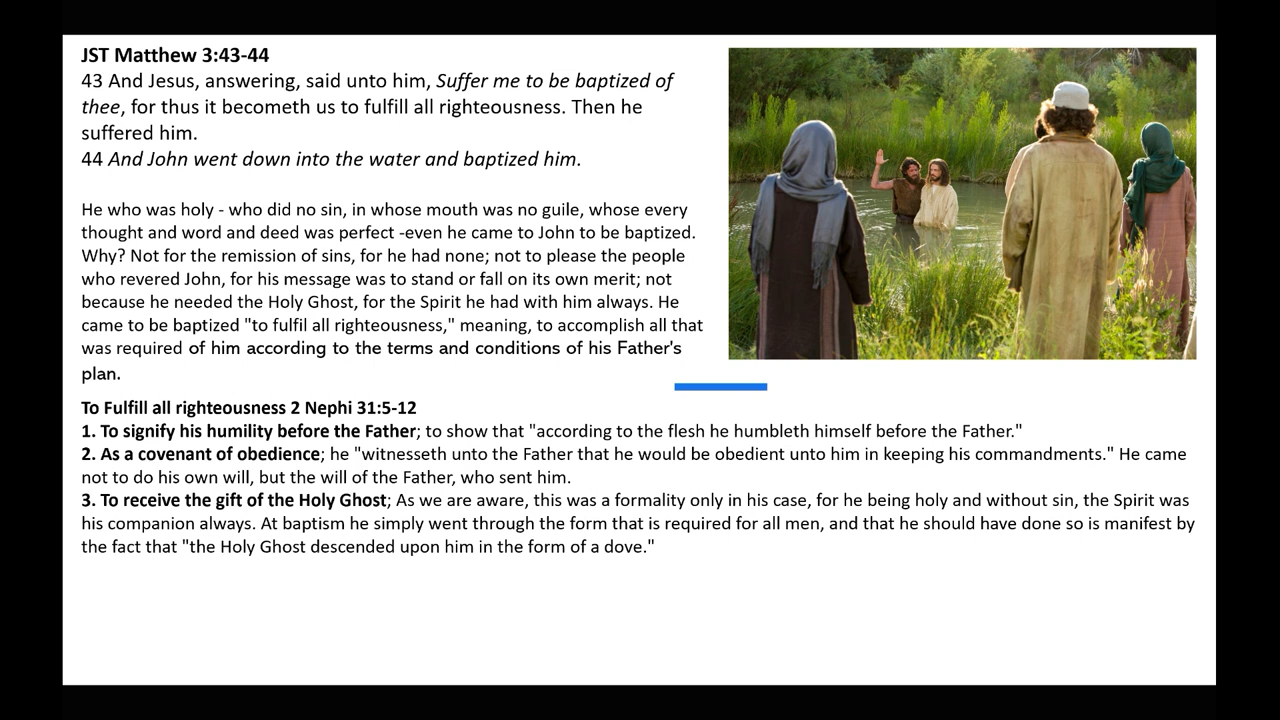 JST Matthew 3:43-44
43 And Jesus, answering, said unto him, Suffer me to be baptized of
thee, for thus it becometh us to fulfill all righteousness. Then he
suffered him.
44 And John went down into the water and baptized him.
He who was holy - who did no sin, in whose mouth was no guile, whose every
thought and word and deed was perfect -even he came to John to be baptized.
Why? Not for the remission of sins, for he had none; not to please the people
who revered John, for his message was to stand or fall on its own merit; not
because he needed the Holy Ghost, for the Spirit he had with him always. He
came to be baptized "to fulfil all righteousness," meaning, to accomplish all that
was required of him according to the terms and conditions of his Father's
plan.
To Fulfill all righteousness 2 Nephi 31:5-12
1. To signify his humility before the Father; to show that "according to the flesh he humbleth himself before the Father."
2. As a covenant of obedience; he "witnesseth unto the Father that he would be obedient unto him in keeping his commandments." He came
not to do his own will, but the will of the Father, who sent him.
3. To receive the gift of the Holy Ghost; As we are aware, this was a formality only in his case, for he being holy and without sin, the Spirit was
his companion always. At baptism he simply went through the form that is required for all men, and that he should have done so is manifest by
the fact that "the Holy Ghost descended upon him in the form of a dove."